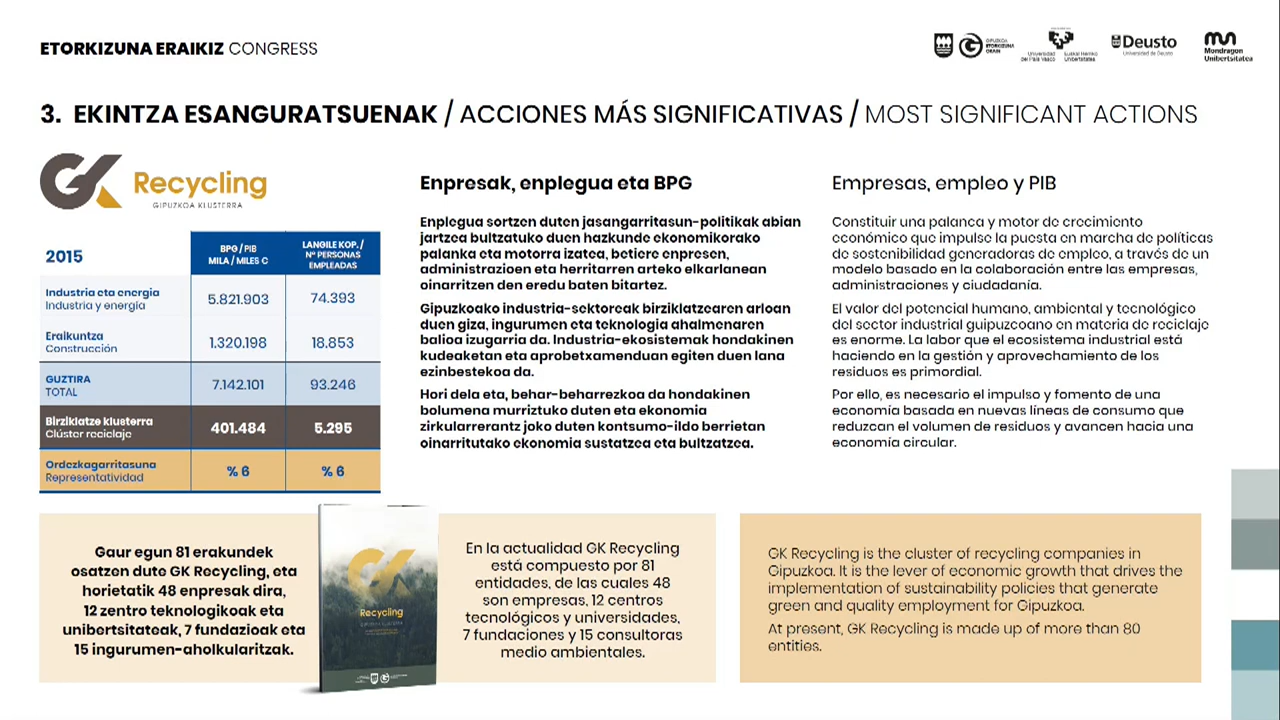 ETORKIZUNA ERAIKIZ CONGRESS
GIPUZKOA
ETORKIZUNA
ORAIN
Universidad
del País Vasco
Euskal Herriko
Unibertsitatea
Deusto
Universidad de Deusto
Mondragon
Unibertsitatea
3. EKINTZA ESANGURATSUENAK / ACCIONES MÁS SIGNIFICATIVAS / MOST SIGNIFICANT ACTIONS
GK Recycling
GIPUZKOA KLUSTERRA
2015
BPG / PIB
MILA / MILES €
LANGILE KOP. /
Nº PERSONAS
EMPLEADAS
Industria eta energia
Industria y energía
5.821.903
74.393
Eraikuntza
Construcción
1.320.198
18.853
GUZTIRA
TOTAL
7.142.101
93.246
Birziklatze klusterra
Clúster reciclaje
401.484
5.295
Ordezkagarritasuna
Representatividad
% 6
% 6
Enpresak, enplegua eta BPG
Enplegua sortzen duten jasangarritasun-politikak abian
jartzea bultzatuko duen hazkunde ekonomikorako
palanka eta motorra izatea, betiere enpresen,
administrazioen eta herritarren arteko elkarlanean
oinarritzen den eredu baten bitartez.
Gipuzkoako industria-sektoreak birziklatzearen arloan
duen giza, ingurumen eta teknologia ahalmenaren
balioa izugarria da. Industria-ekosistemak hondakinen
kudeaketan eta aprobetxamenduan egiten duen lana
ezinbestekoa da.
Hori dela eta, behar-beharrezkoa da hondakinen
bolumena murriztuko duten eta ekonomia
zirkularrerantz joko duten kontsumo-ildo berrietan
oinarritutako ekonomia sustatzea eta bultzatzea.
Empresas, empleo y PIB
Constituir una palanca y motor de crecimiento
económico que impulse la puesta en marcha de políticas
de sostenibilidad generadoras de empleo, a través de un
modelo basado en la colaboración entre las empresas,
administraciones y ciudadanía.
El valor del potencial humano, ambiental y tecnológico
del sector industrial guipuzcoano en materia de reciclaje
es enorme. La labor que el ecosistema industrial está
haciendo en la gestión y aprovechamiento de los
residuos es primordial.
Por ello, es necesario el impulso y fomento de una
economía basada en nuevas líneas de consumo que
reduzcan el volumen de residuos y avancen hacia una
economía circular.
Gaur egun 81 erakundek
osatzen dute GK Recycling, eta
horietatik 48 enpresak dira,
12 zentro teknologikoak eta
unibertsitateak, 7 fundazioak eta
15 ingurumen-aholkularitzak.
GK
Recycling
En la actualidad GK Recycling
está compuesto por 81
entidades, de las cuales 48
son empresas, 12 centros
tecnológicos y universidades,
7 fundaciones y 15 consultoras
medio ambientales.
GK Recycling is the cluster of recycling companies in
Gipuzkoa. It is the lever of economic growth that drives the
implementation of sustainability policies that generate
green and quality employment for Gipuzkoa.
At present, GK Recycling is made up of more than 80
entities.